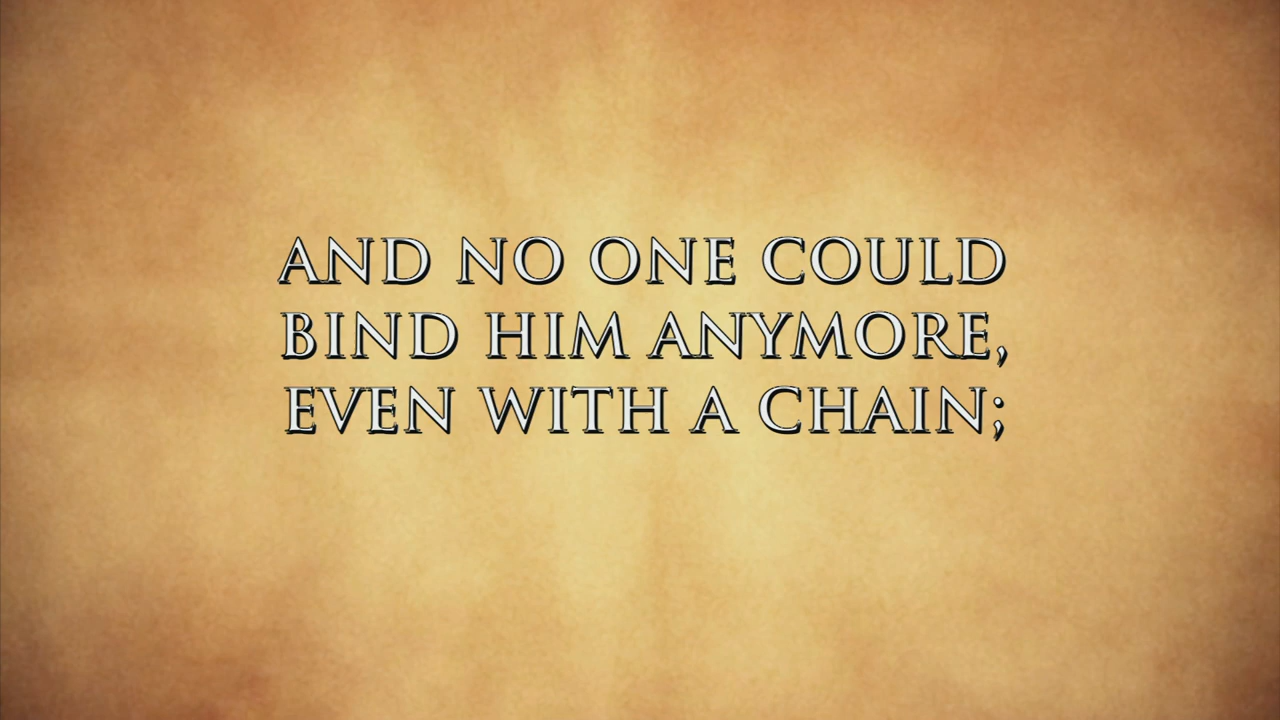 AND NO ONE COULD
BIND HIM ANYMORE,
EVEN WITH A CHAIN;